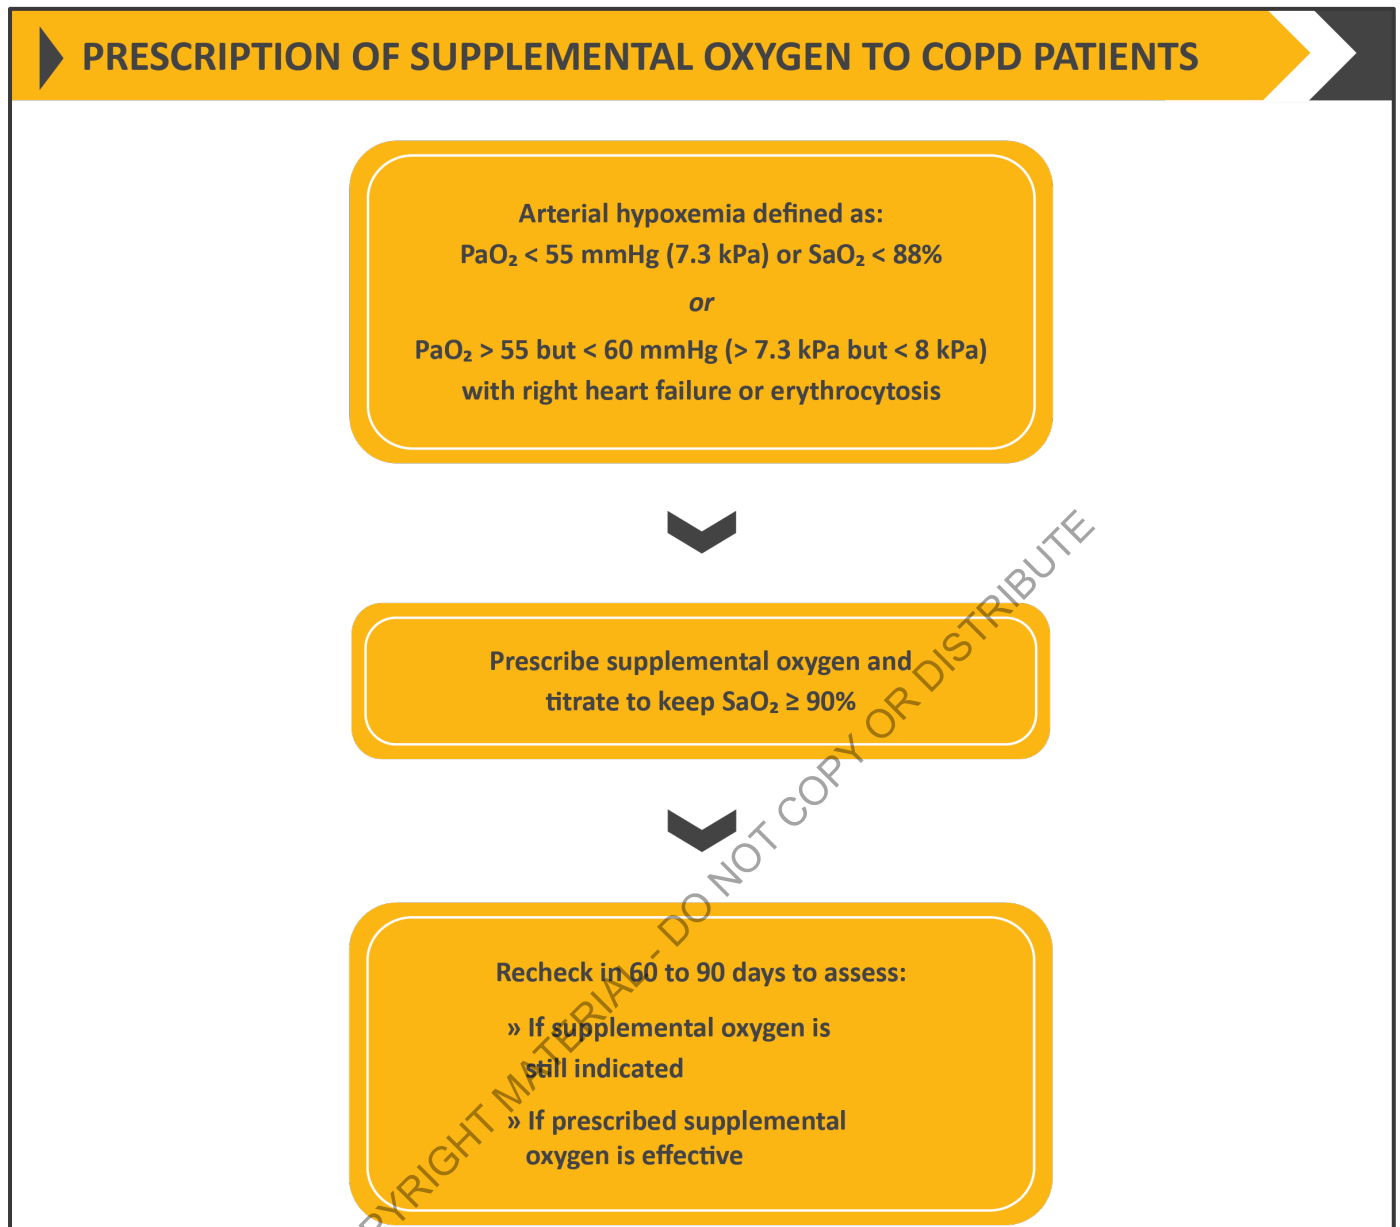 PRESCRIPTION OF SUPPLEMENTAL OXYGEN TO COPD PATIENTS
Arterial hypoxemia defined as:
PaO₂ < 55 mmHg (7.3 kPa) or SaO₂ < 88%
or
PaO₂ > 55 but < 60 mmHg (> 7.3 kPa but < 8 kPa)
with right heart failure or erythrocytosis
Prescribe supplemental oxygen and
titrate to keep SaO₂ ≥ 90%
Recheck in 60 to 90 days to assess:
» If supplemental oxygen is
still indicated
» If prescribed supplemental
oxygen is effective
PYRIGHT MATERIAL - DO NOT COPY OR DISTRIBUTE